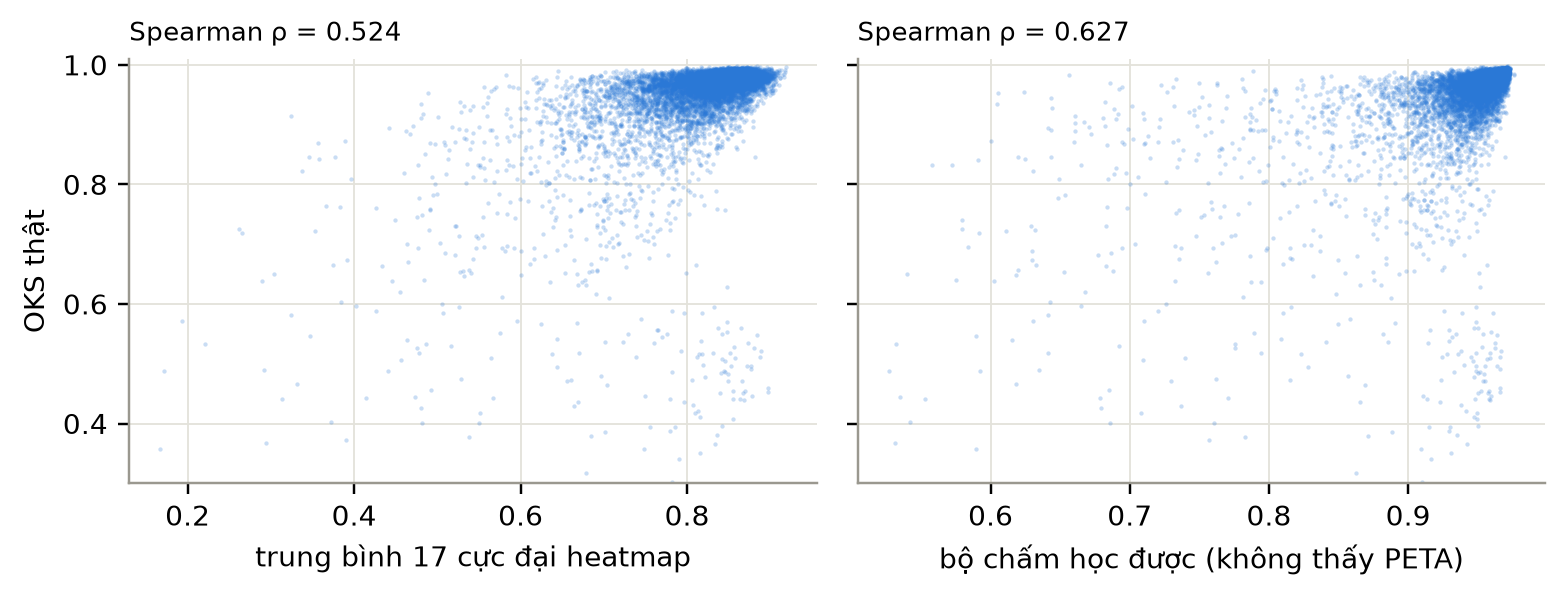 Spearman ρ = 0.524
Spearman ρ = 0.627
OKS thật
1.0
0.8
0.6
0.4
0.2 0.4 0.6 0.8
0.6 0.7 0.8 0.9
trung bình 17 cực đại heatmap
bộ chấm học được (không thấy PETA)